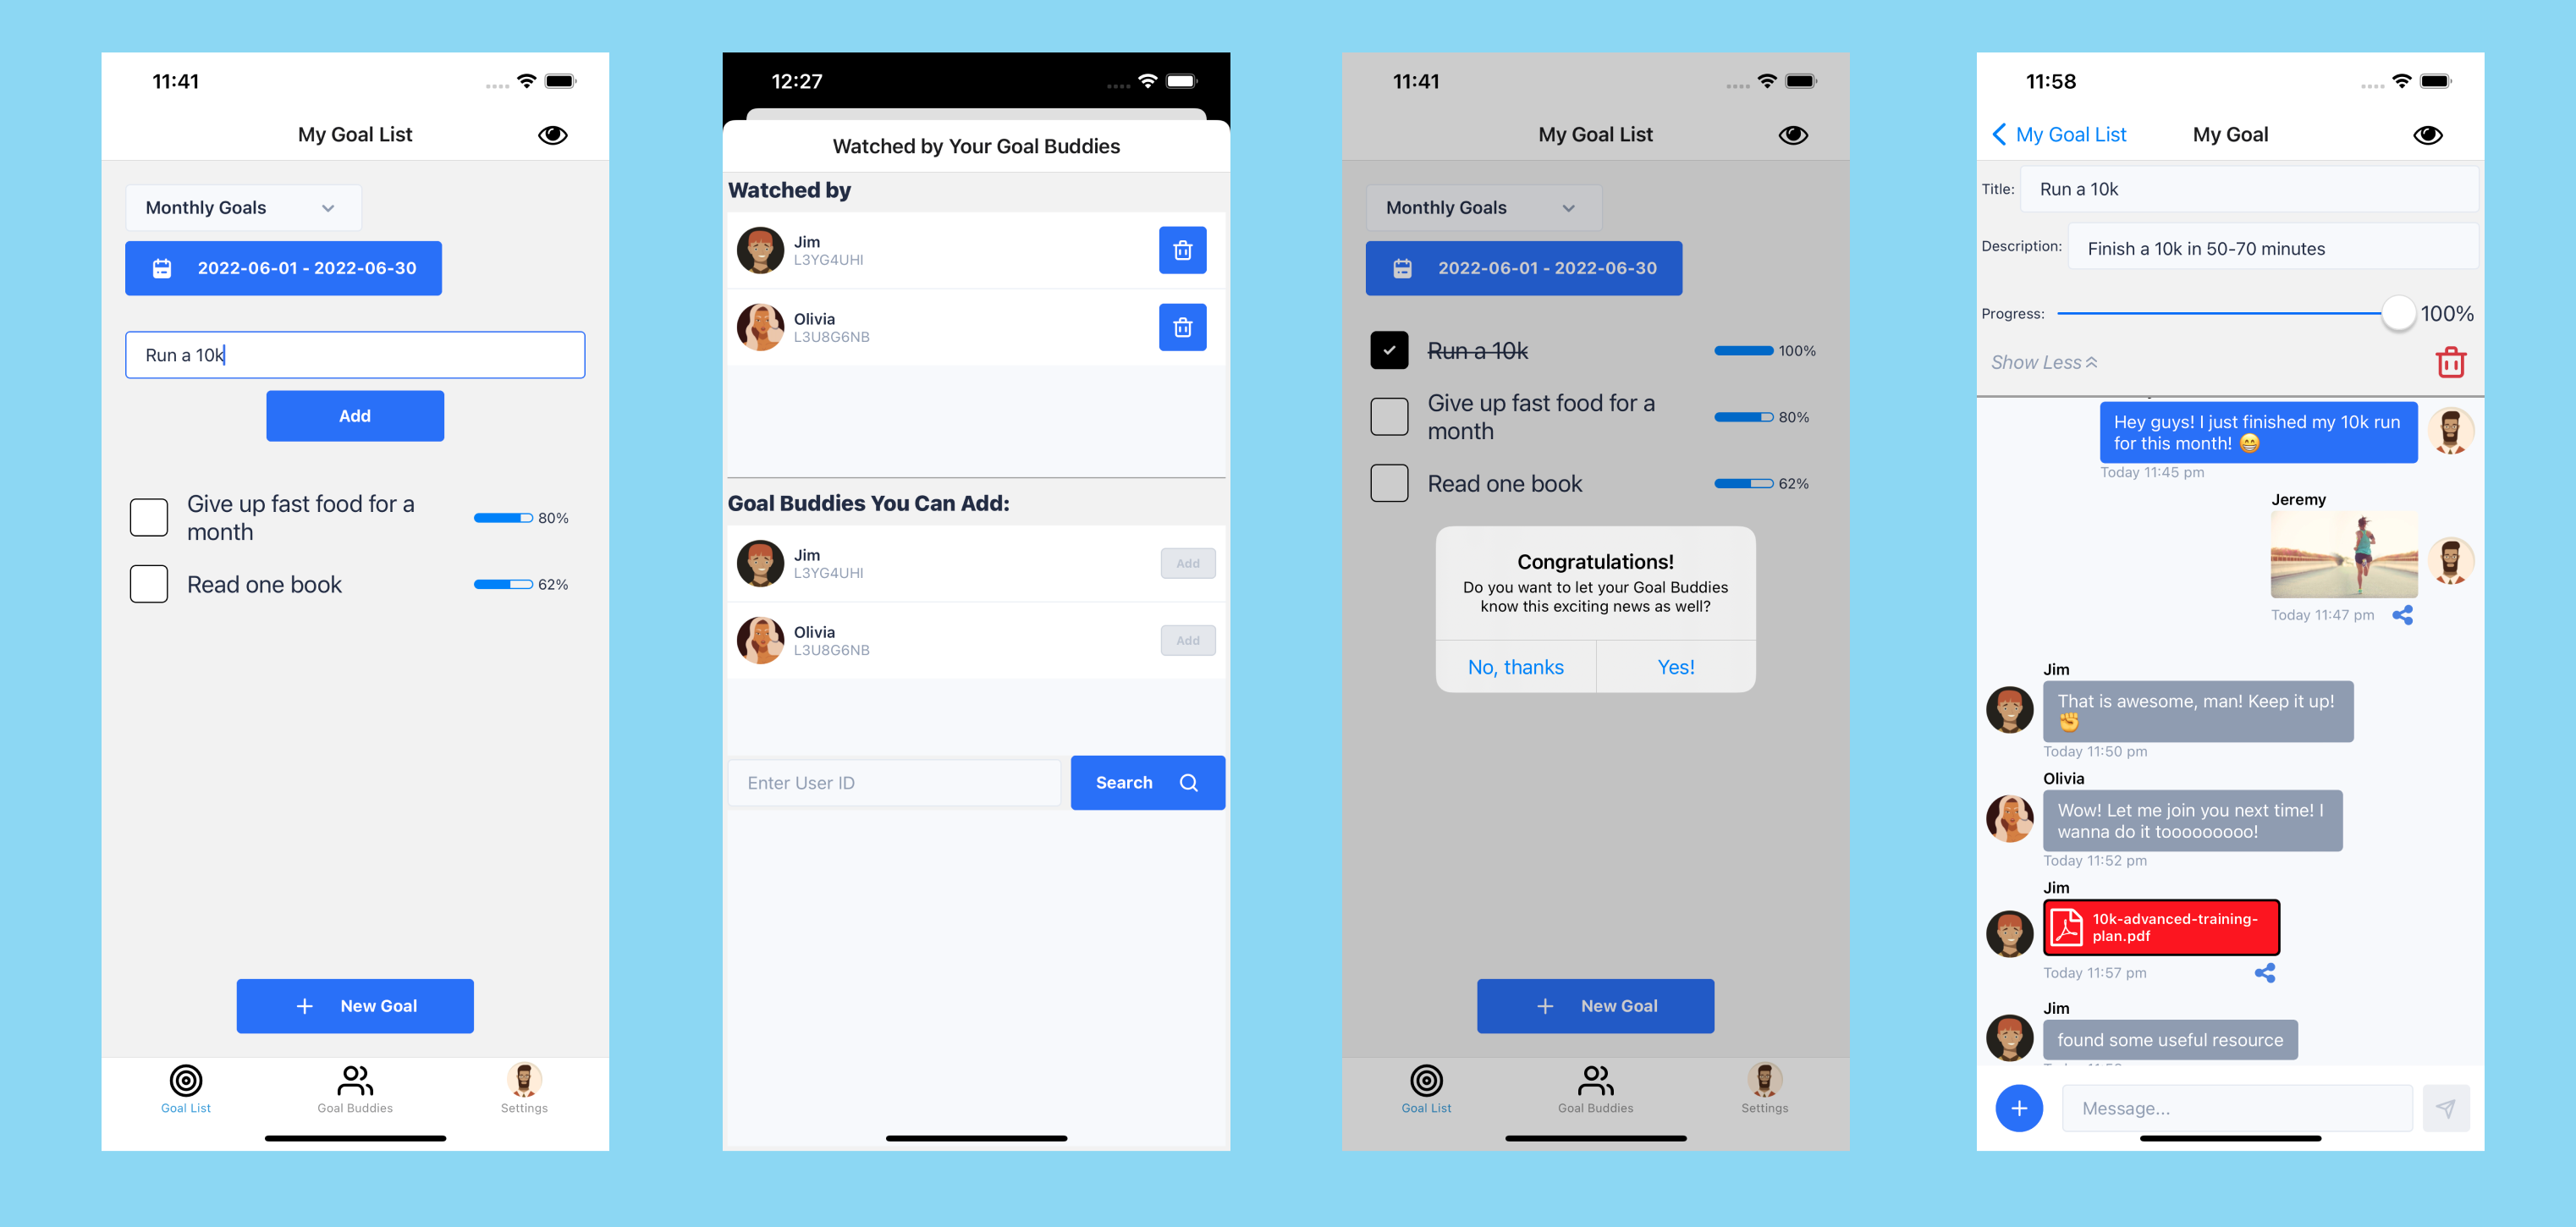 11:41
My Goal List
Monthly Goals
2022-06-01 - 2022-06-30
Run a 10k
Add
Give up fast food for a
month
80%
Read one book
62%
New Goal
Goal List
Goal Buddies
Settings
12:27
Watched by Your Goal Buddies
Watched by
Jim
L3YG4UHI
Olivia
L3U8G6NB
Goal Buddies You Can Add:
Jim
L3YG4UHI
Add
Olivia
L3U8G6NB
Add
Enter User ID
Search
11:41
My Goal List
Monthly Goals
2022-06-01 - 2022-06-30
Run a 10k
100%
Give up fast food for a
month
80%
Read one book
62%
Congratulations!
Do you want to let your Goal Buddies
know this exciting news as well?
No, thanks
Yes!
New Goal
Goal List
Goal Buddies
Settings
11:58
My Goal List
My Goal
Title:
Run a 10k
Description:
Finish a 10k in 50-70 minutes
Progress:
100%
Show Less
Hey guys! I just finished my 10k run
for this month! 😁
Today 11:45 pm
Jeremy
Today 11:47 pm
Jim
That is awesome, man! Keep it up!
✊
Today 11:50 pm
Olivia
Wow! Let me join you next time! I
wanna do it tooooooooo!
Today 11:52 pm
Jim
10k-advanced-training-
plan.pdf
Today 11:57 pm
Jim
found some useful resource
Message...